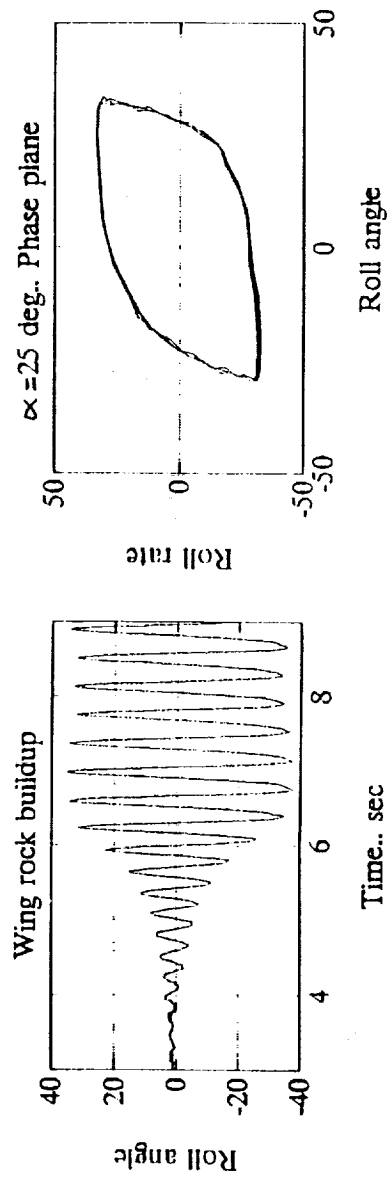 Wing rock buildup
40
20
0
-20
-40
Roll angle
4
6
8
Time.. sec
∝ =25 deg.. Phase plane
50
0
-50
Roll rate
-50
0
50
Roll angle